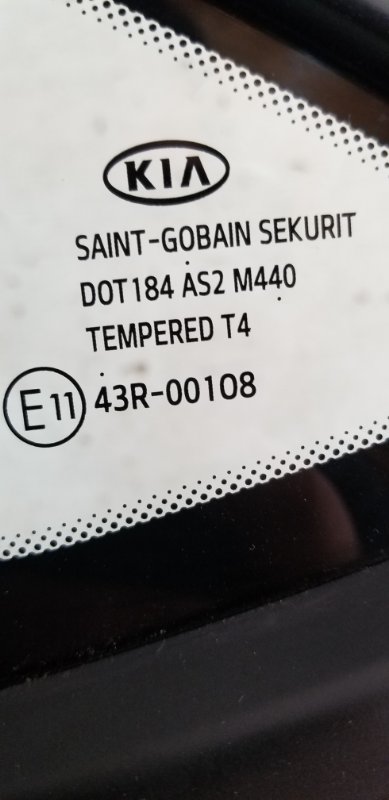 KIA
SAINT-GOBAIN SEKURIT
DOT184 AS2 M440
TEMPERED T4
E11 43R-00108